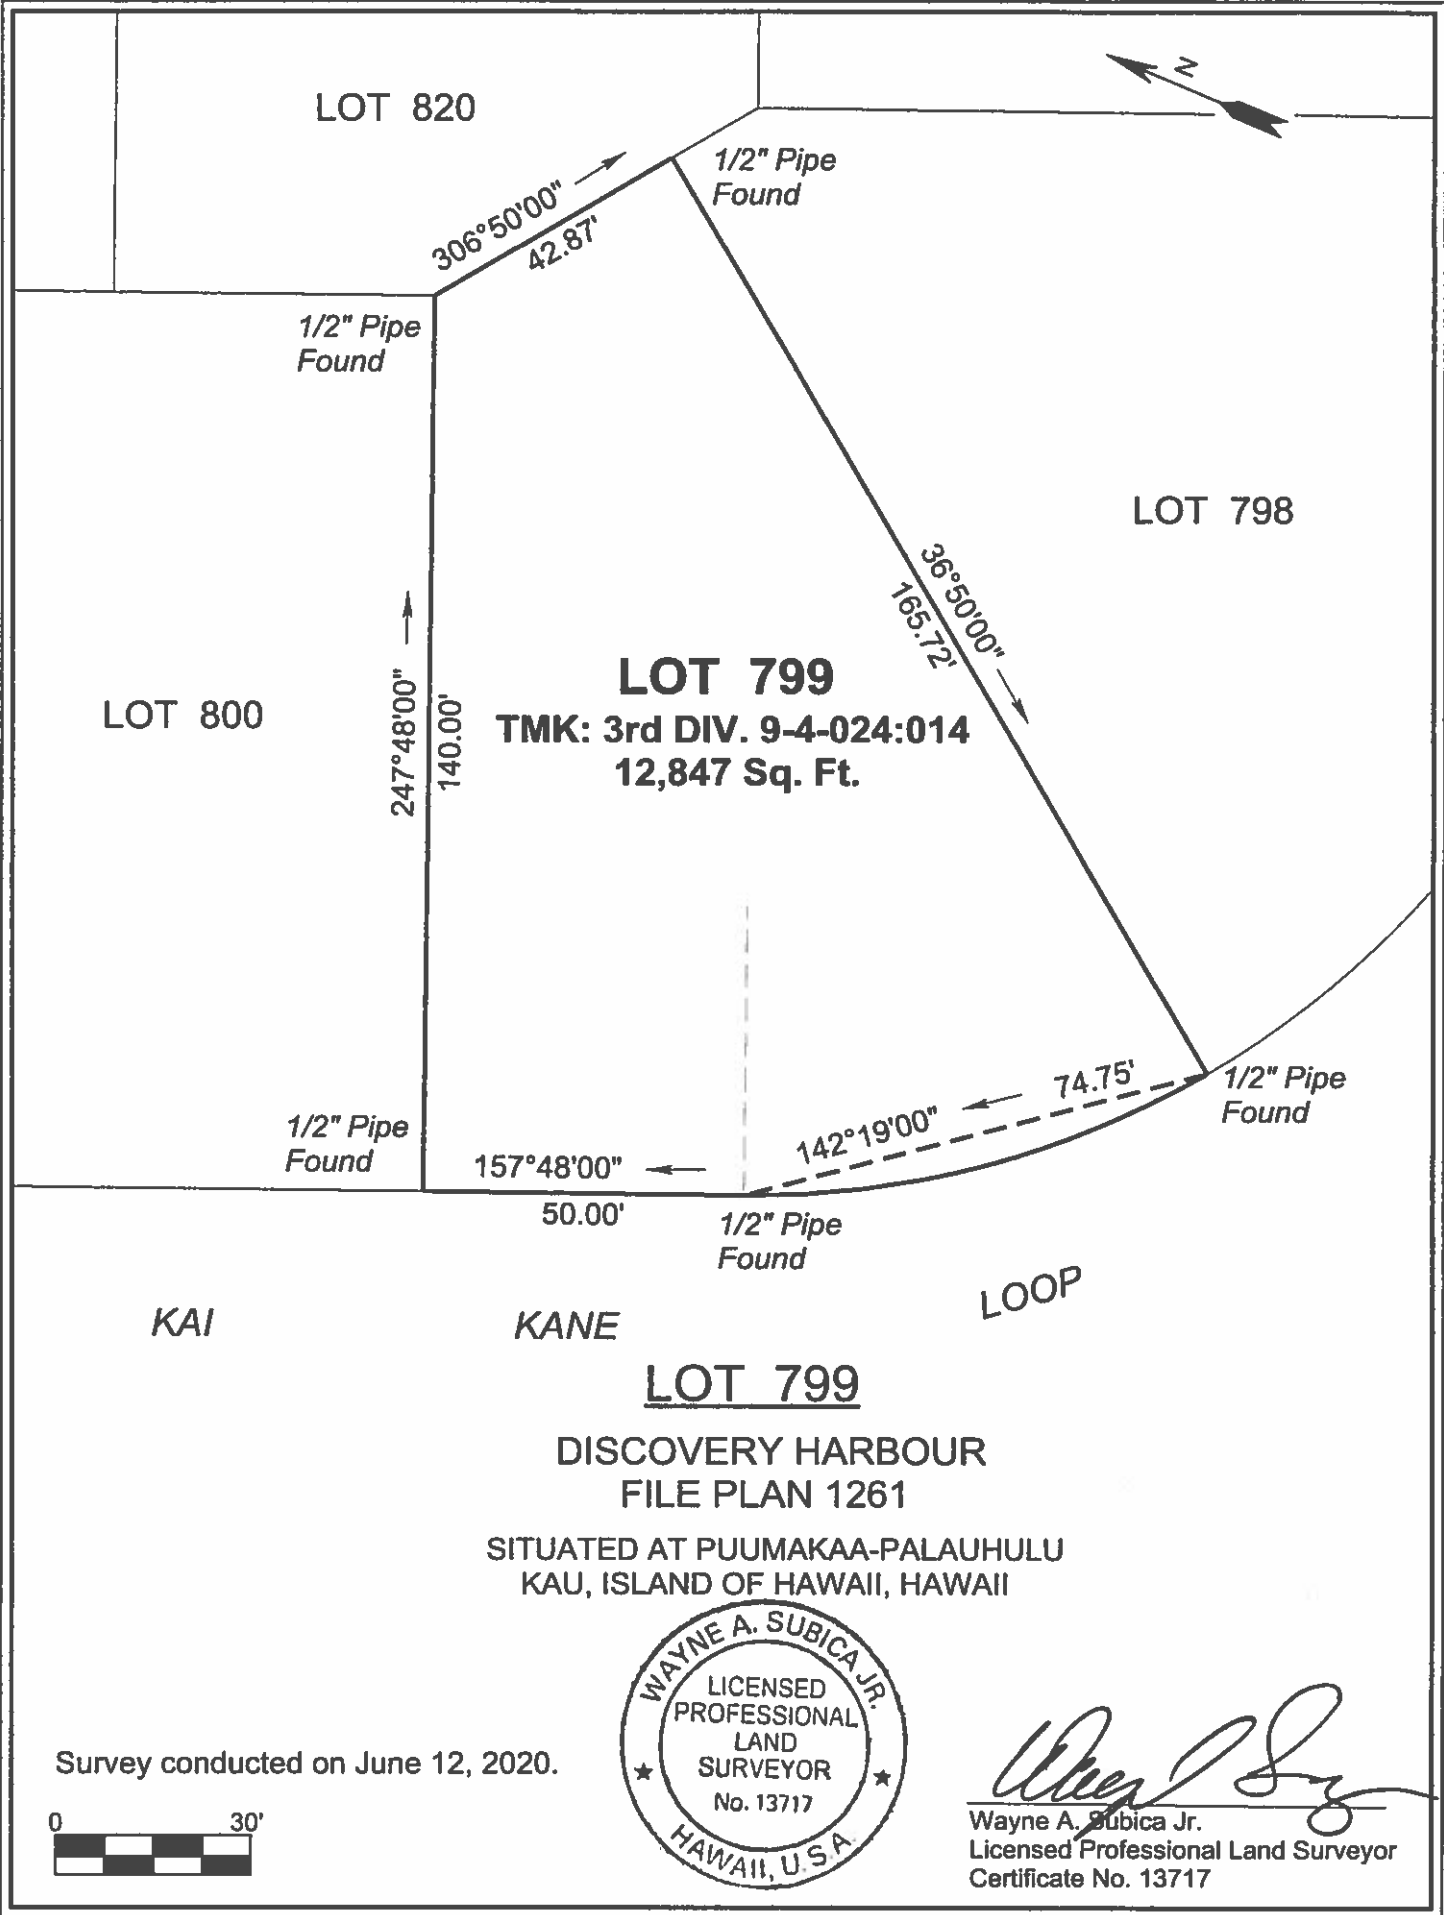 N
LOT 820
1/2" Pipe
Found
306°50'00"
42.87'
1/2" Pipe
Found
LOT 798
36°50'00"
165.72'
LOT 800
247°48'00"
140.00'
LOT 799
TMK: 3rd DIV. 9-4-024:014
12,847 Sq. Ft.
74.75'
142°19'00"
1/2" Pipe
Found
1/2" Pipe
Found
157°48'00"
50.00'
1/2" Pipe
Found
KAI KANE LOOP
LOT 799
DISCOVERY HARBOUR
FILE PLAN 1261
SITUATED AT PUUMAKAA-PALAUHULU
KAU, ISLAND OF HAWAII, HAWAII
WAYNE A. SUBICA JR.
LICENSED
PROFESSIONAL
LAND
SURVEYOR
No. 13717
HAWAII, U.S.A.
Survey conducted on June 12, 2020.
0 30'
Wayne A. Subica Jr.
Licensed Professional Land Surveyor
Certificate No. 13717